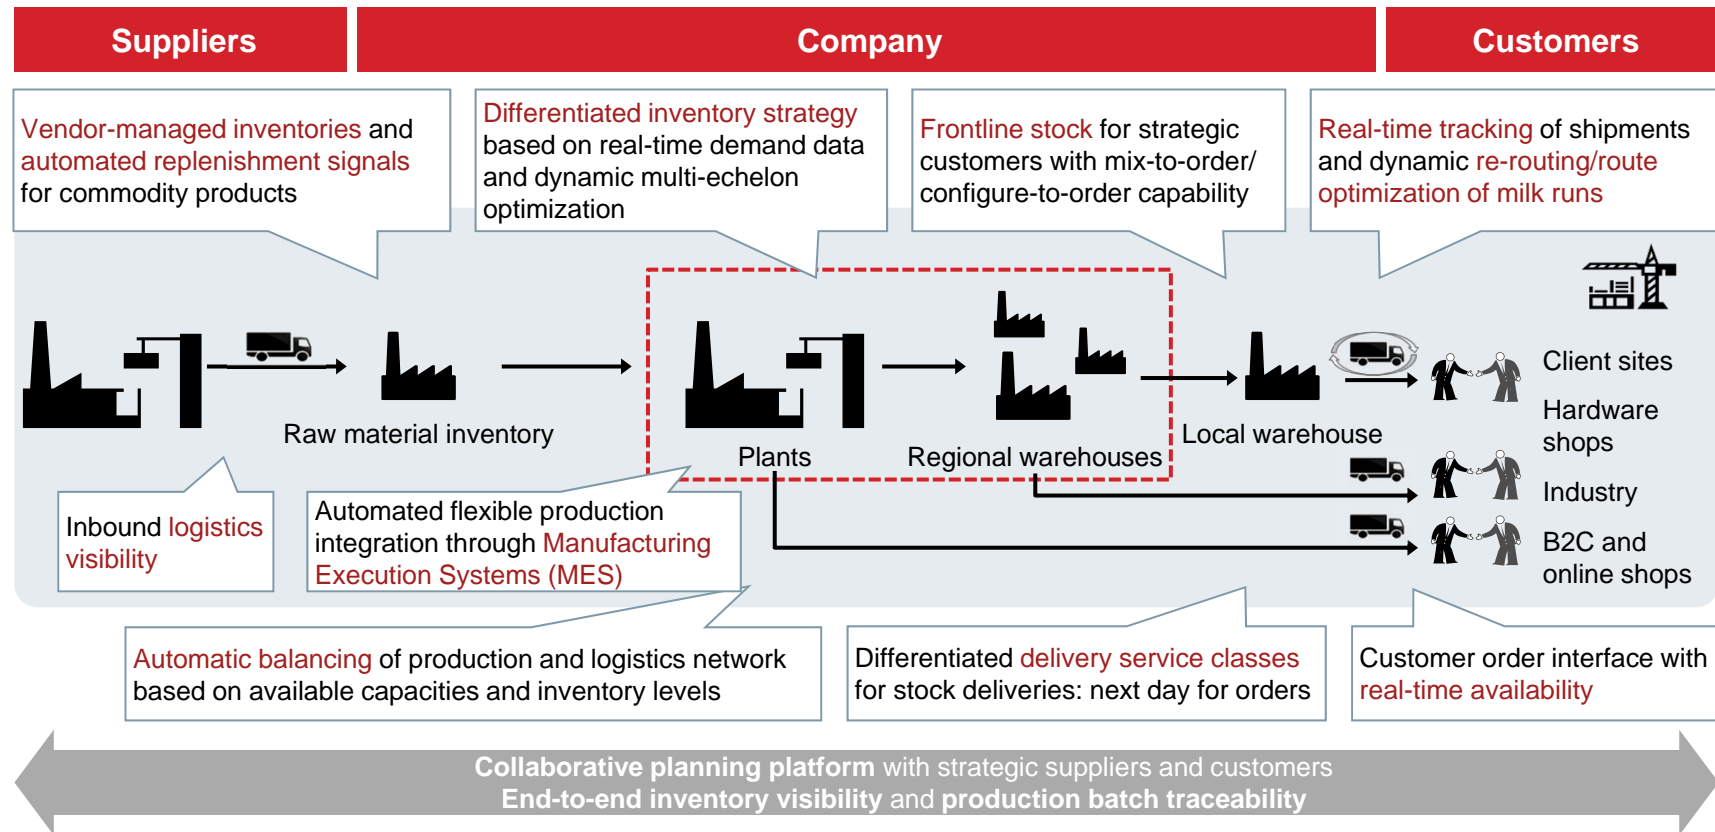 Suppliers
Company
Customers
Vendor-managed inventories and
automated replenishment signals
for commodity products
Differentiated inventory strategy
based on real-time demand data
and dynamic multi-echelon
optimization
Frontline stock for strategic
customers with mix-to-order/
configure-to-order capability
Real-time tracking of shipments
and dynamic re-routing/route
optimization of milk runs
Raw material inventory
Plants
Regional warehouses
Local warehouse
Client sites
Hardware
shops
Industry
B2C and
online shops
Inbound logistics
visibility
Automated flexible production
integration through Manufacturing
Execution Systems (MES)
Automatic balancing of production and logistics network
based on available capacities and inventory levels
Differentiated delivery service classes
for stock deliveries: next day for orders
Customer order interface with
real-time availability
Collaborative planning platform with strategic suppliers and customers
End-to-end inventory visibility and production batch traceability